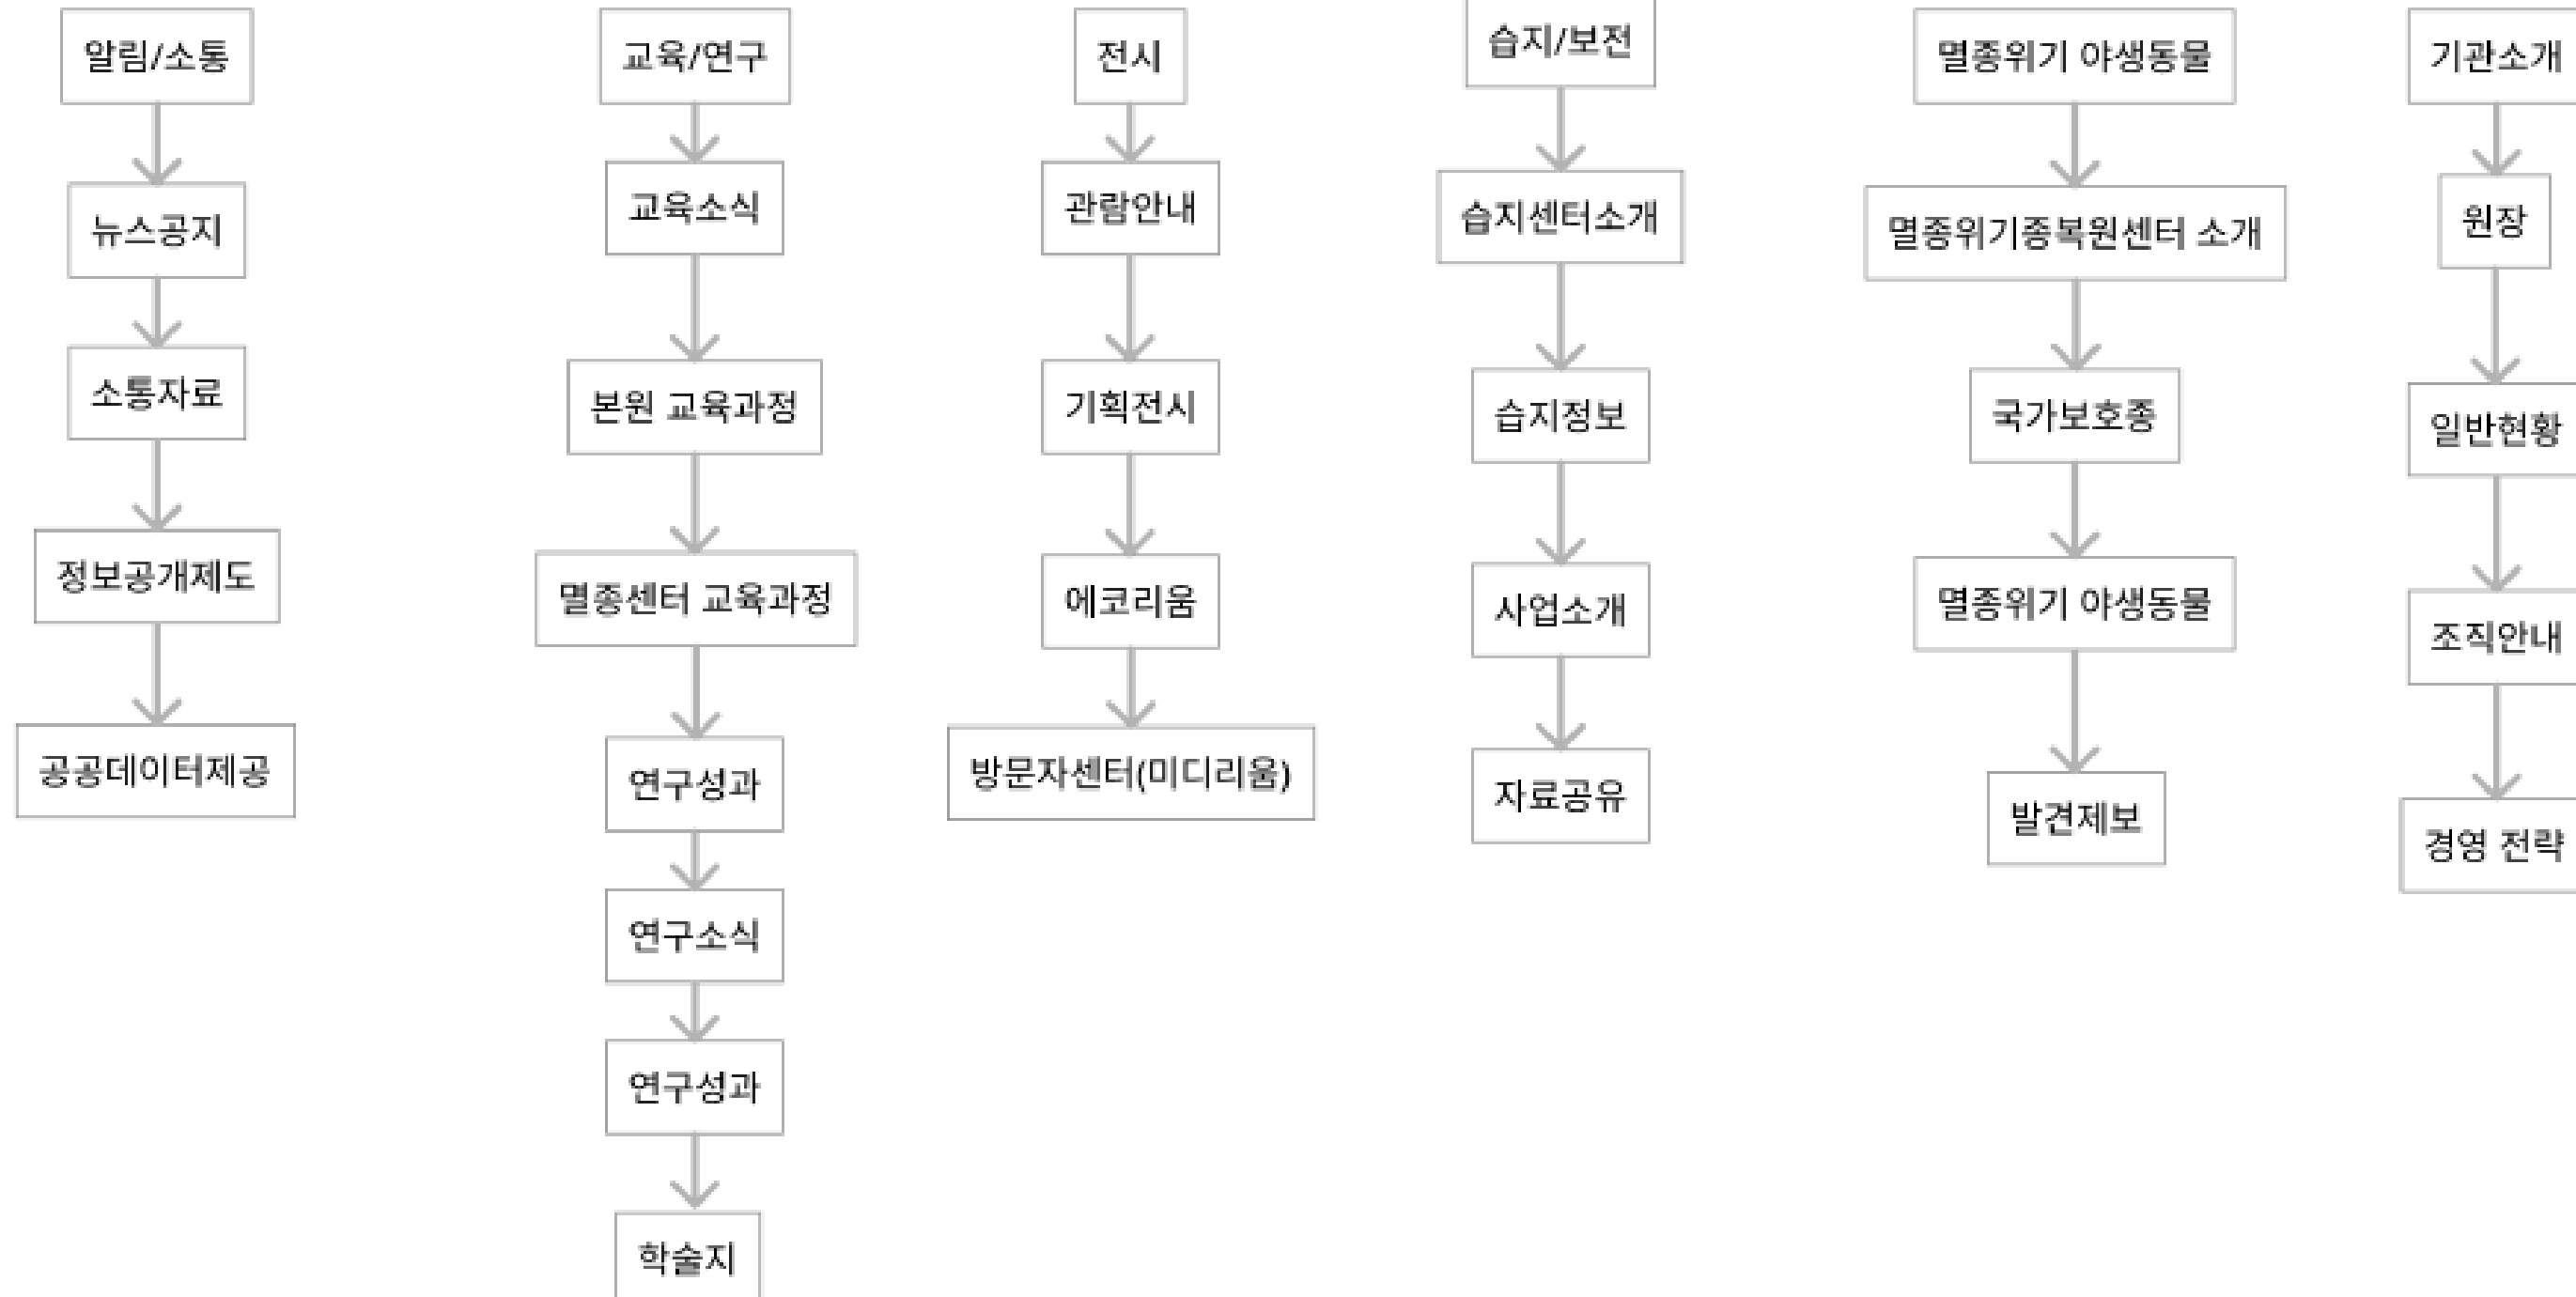 알림/소통
뉴스공지
소통자료
정보공개제도
공공데이터제공
교육/연구
교육소식
본원 교육과정
멸종센터 교육과정
연구성과
연구소식
연구성과
학술지
전시
관람안내
기획전시
에코리움
방문자센터(미디리움)
습지/보전
습지센터소개
습지정보
사업소개
자료공유
멸종위기 야생동물
멸종위기종복원센터 소개
국가보호종
멸종위기 야생동물
발견제보
기관소개
원장
일반현황
조직안내
경영 전략